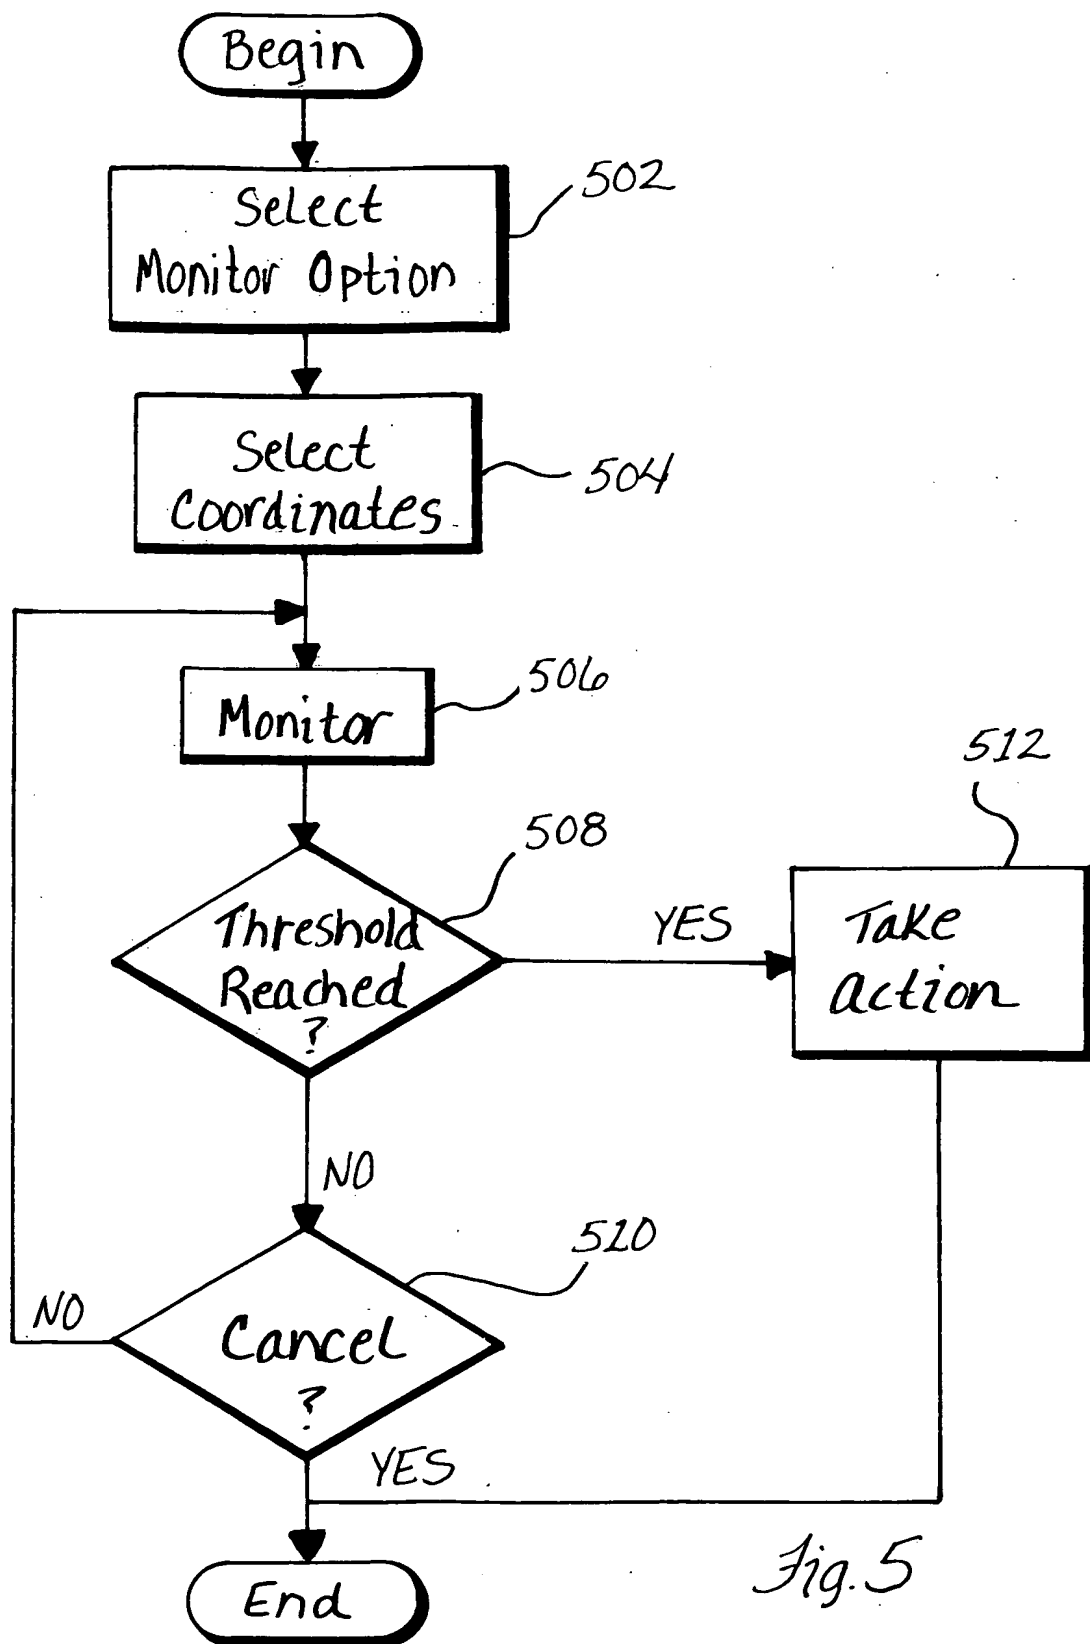 Begin
Select
Monitor Option
502
Select
Coordinates
504
Monitor
506
Threshold
Reached
?
508
YES
Take
Action
512
NO
Cancel
?
510
NO
YES
End
Fig. 5